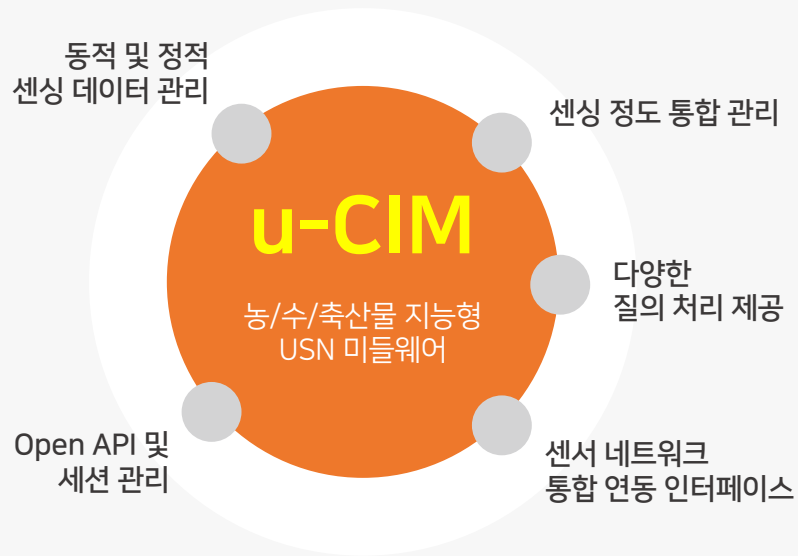 동적 및 정적
센싱 데이터 관리
센싱 정도 통합 관리
u-CIM
농/수/축산물 지능형
USN 미들웨어
다양한
질의 처리 제공
Open API 및
세션 관리
센서 네트워크
통합 연동 인터페이스